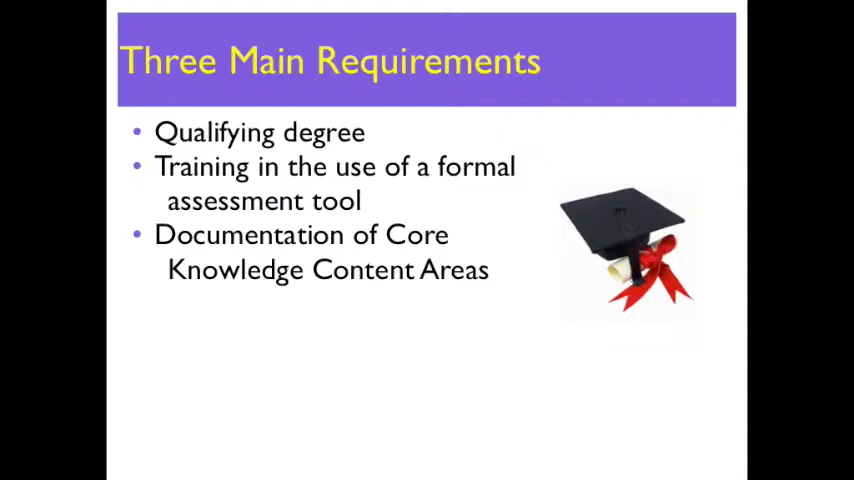 Three Main Requirements
• Qualifying degree
• Training in the use of a formal
assessment tool
• Documentation of Core
Knowledge Content Areas